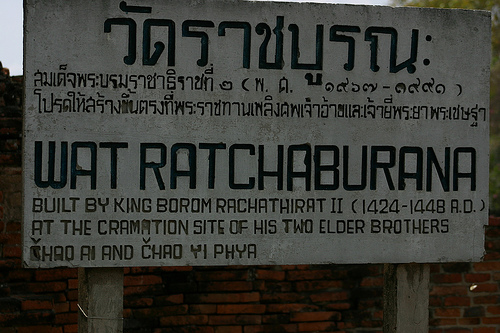 วัดราชบูรณะ
สมเด็จพระบรมราชาธิราชที่ ๒ ( พ. ศ. ๑๙๖๗ - ๑๙๙๑ )
โปรดให้สร้างขึ้นตรงที่พระราชทานเพลิงศพเจ้าอ้ายและเจ้ายี่พระยาพระเชษฐา
WAT RATCHABURANA
BUILT BY KING BOROM RACHATHIRAT II ( 1424-1448 A.D. )
AT THE CRAMATION SITE OF HIS TWO ELDER BROTHERS
ČHAO AI AND ČHAO YI PHYA